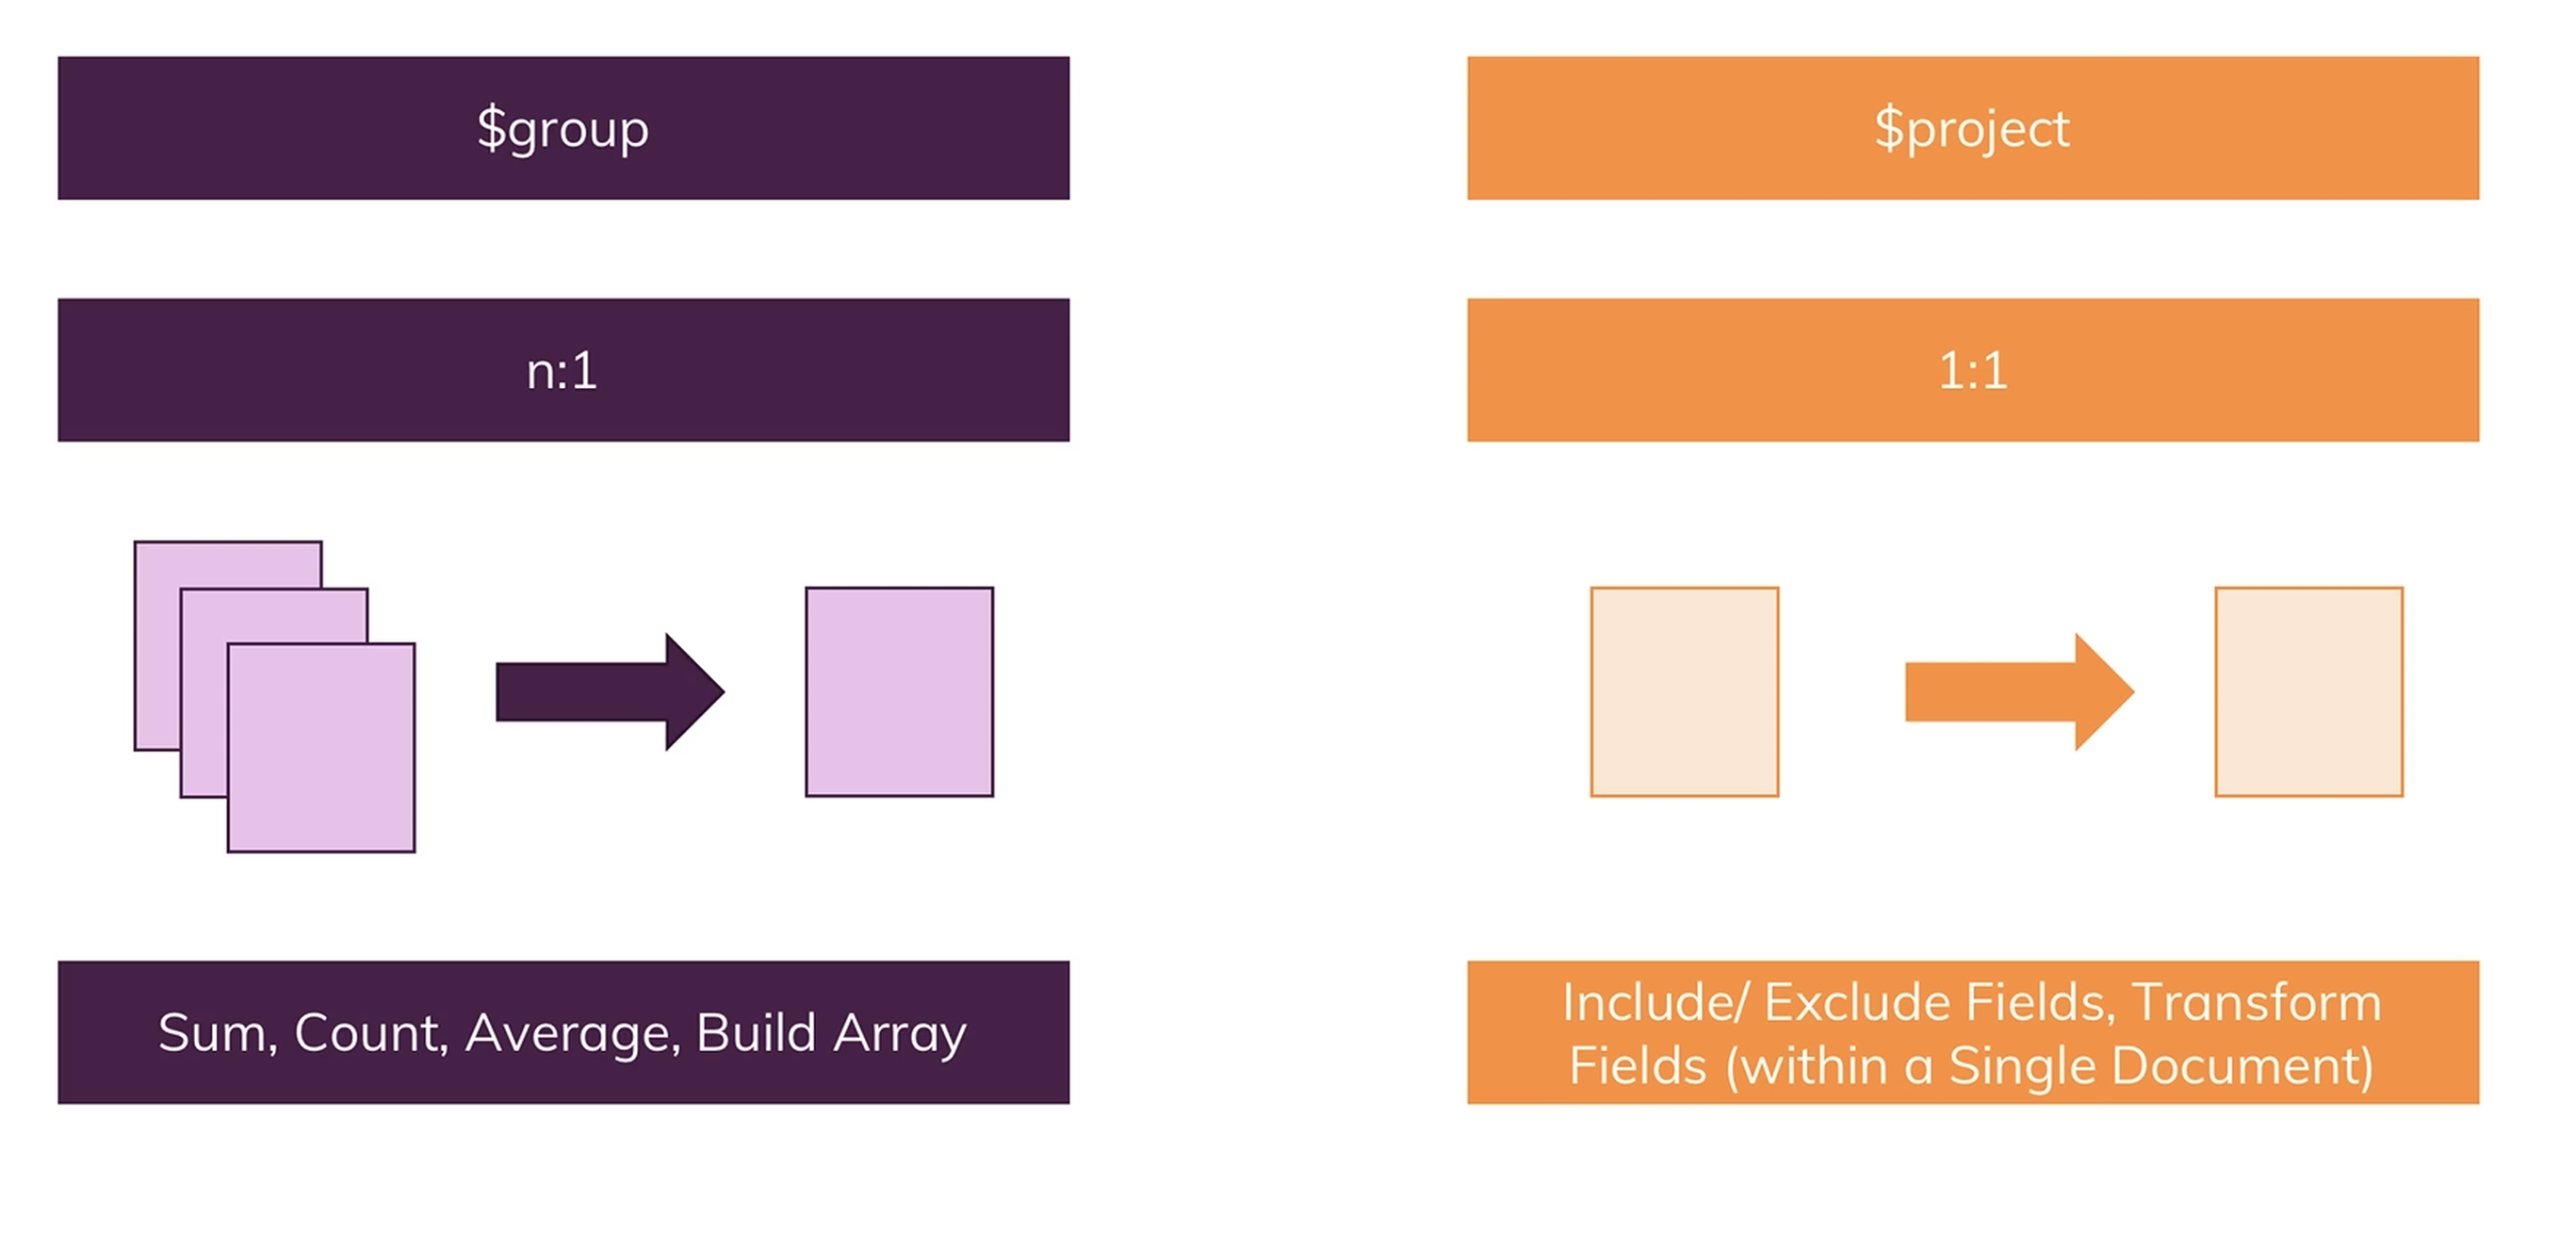 $group
n:1
Sum, Count, Average, Build Array
$project
1:1
Include/ Exclude Fields, Transform
Fields (within a Single Document)